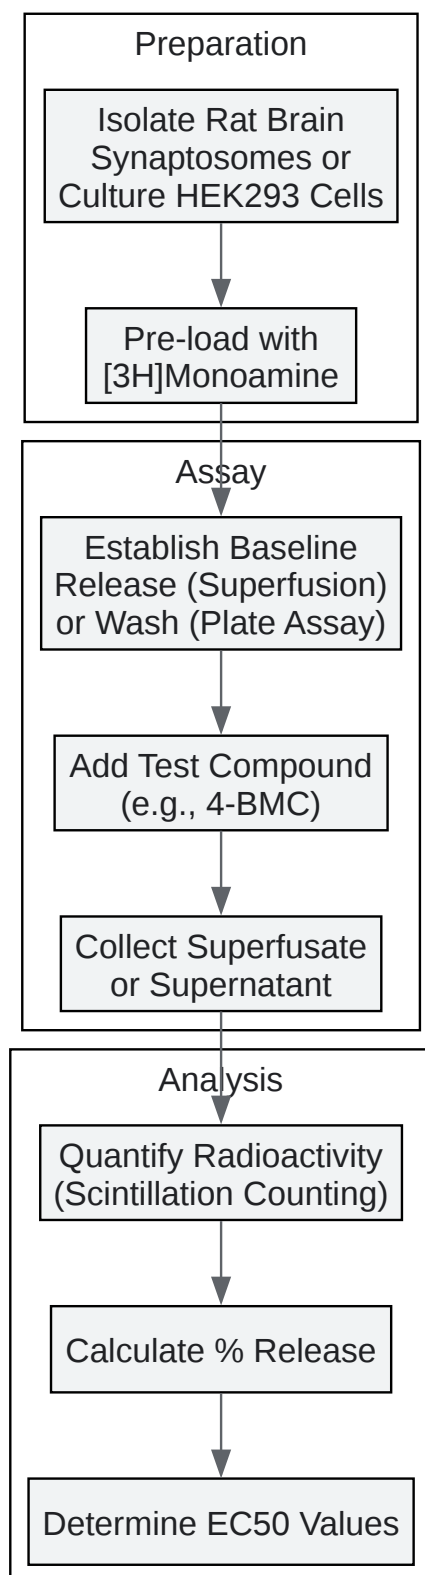 Preparation
Isolate Rat Brain
Synaptosomes or
Culture HEK293 Cells
Pre-load with
[3H]Monoamine
Assay
Establish Baseline
Release (Superfusion)
or Wash (Plate Assay)
Add Test Compound
(e.g., 4-BMC)
Collect Superfusate
or Supernatant
Analysis
Quantify Radioactivity
(Scintillation Counting)
Calculate % Release
Determine EC50 Values